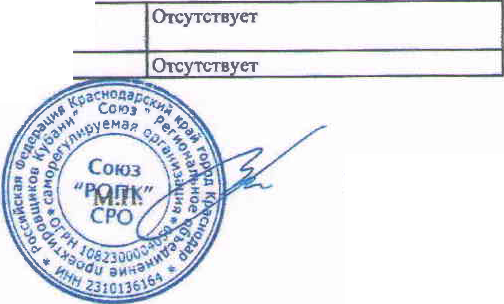 Отсутствует
Отсутствует
Российская Федерация Краснодарский край город Краснодар
* ИНН 2310136164 *
Союз "Региональное объединение проектировщиков Кубани"
саморегулируемая организация
* ОГРН
Союз
"РОПК"
СРО
М.П.